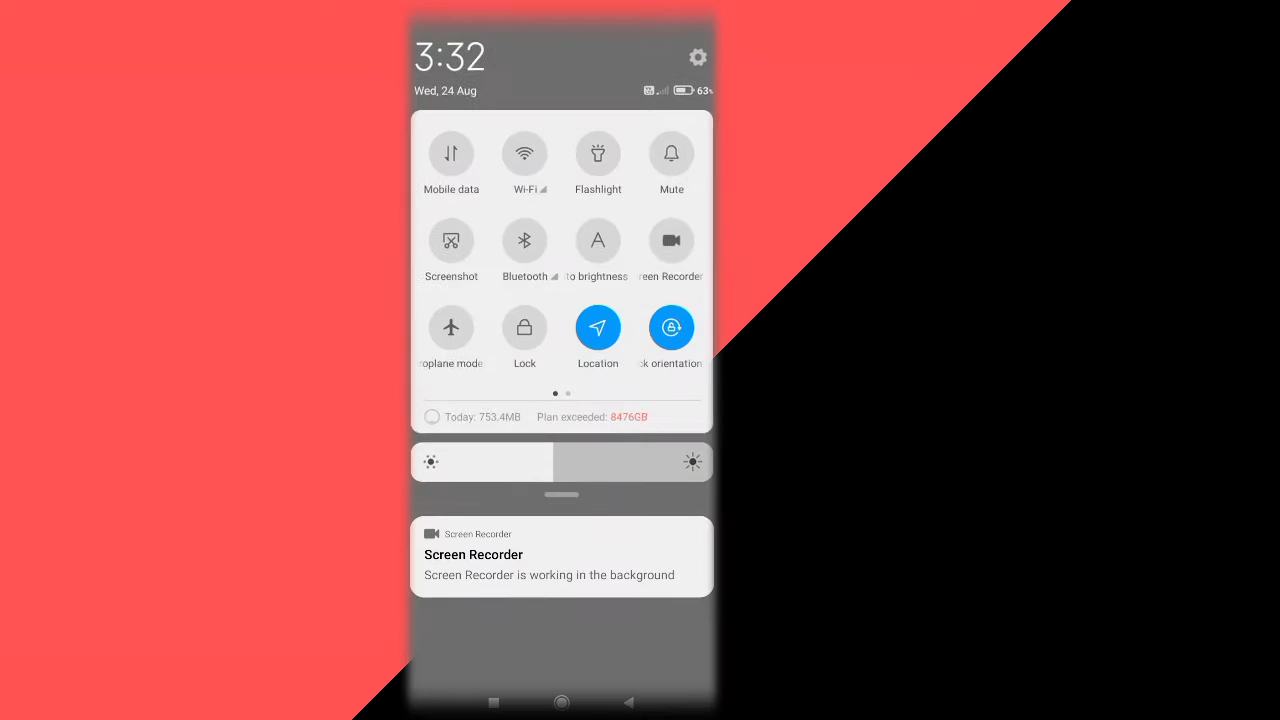 3:32
Wed, 24 Aug
63%
Mobile data
Wi-Fi
Flashlight
Mute
Screenshot
Bluetooth
to brightness
reen Recorder
roplane mode
Lock
Location
ck orientation
Today: 753.4MB Plan exceeded: 8476GB
Screen Recorder
Screen Recorder
Screen Recorder is working in the background